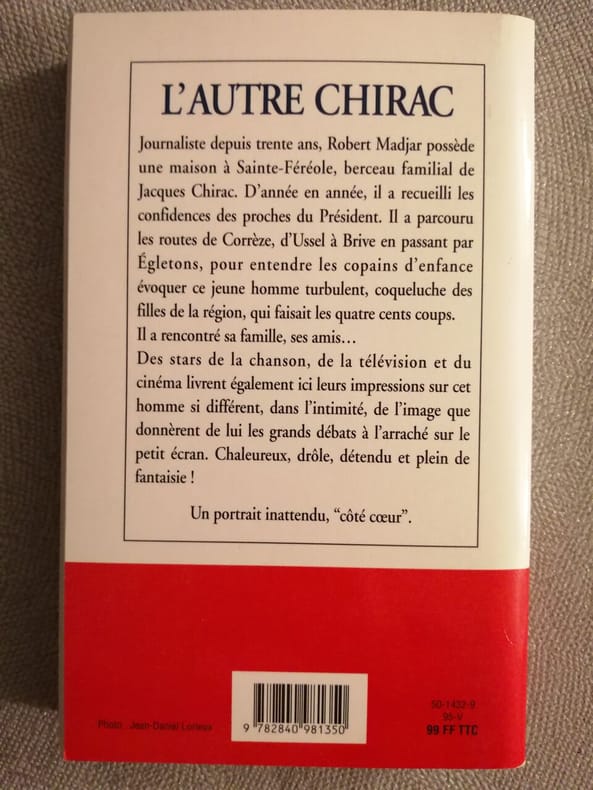 L'AUTRE CHIRAC
Journaliste depuis trente ans, Robert Madjar possède
une maison à Sainte-Féréole, berceau familial de
Jacques Chirac. D'année en année, il a recueilli les
confidences des proches du Président. Il a parcouru
les routes de Corrèze, d'Ussel à Brive en passant par
Égletons, pour entendre les copains d'enfance
évoquer ce jeune homme turbulent, coqueluche des
filles de la région, qui faisait les quatre cents coups.
Il a rencontré sa famille, ses amis…
Des stars de la chanson, de la télévision et du
cinéma livrent également ici leurs impressions sur cet
homme si différent, dans l'intimité, de l'image que
donnèrent de lui les grands débats à l'arraché sur le
petit écran. Chaleureux, drôle, détendu et plein de
fantaisie !
Un portrait inattendu, “côté cœur”.
Photo : Jean-Daniel Lorieux
9 782840 981350
50-1432-9
95-V
99 FF TTC